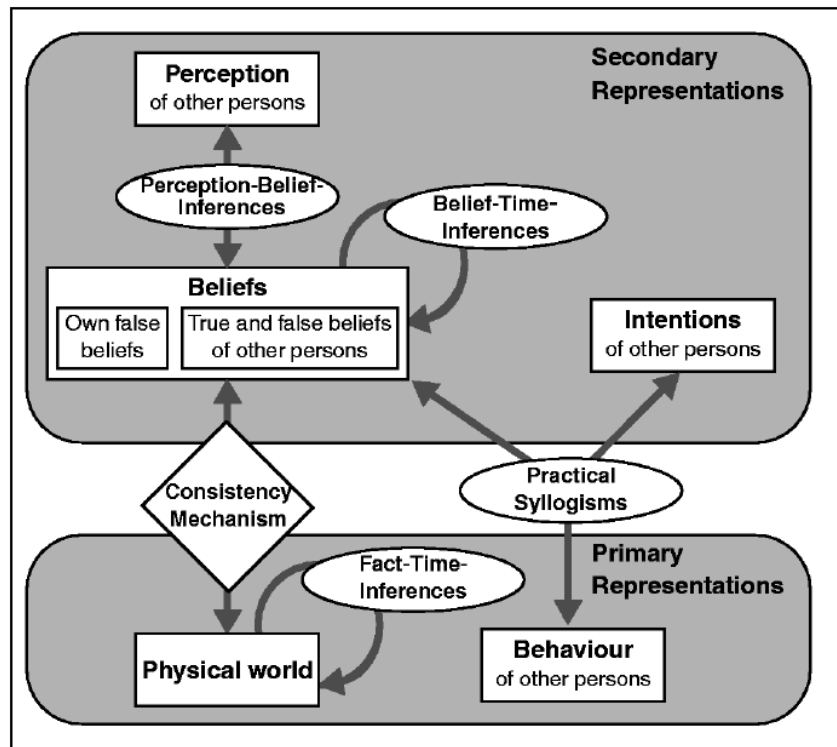 Secondary
Representations
Perception
of other persons
Perception-Belief-
Inferences
Belief-Time-
Inferences
Beliefs
Own false
beliefs
True and false beliefs
of other persons
Intentions
of other persons
Consistency
Mechanism
Practical
Syllogisms
Primary
Representations
Fact-Time-
Inferences
Physical world
Behaviour
of other persons